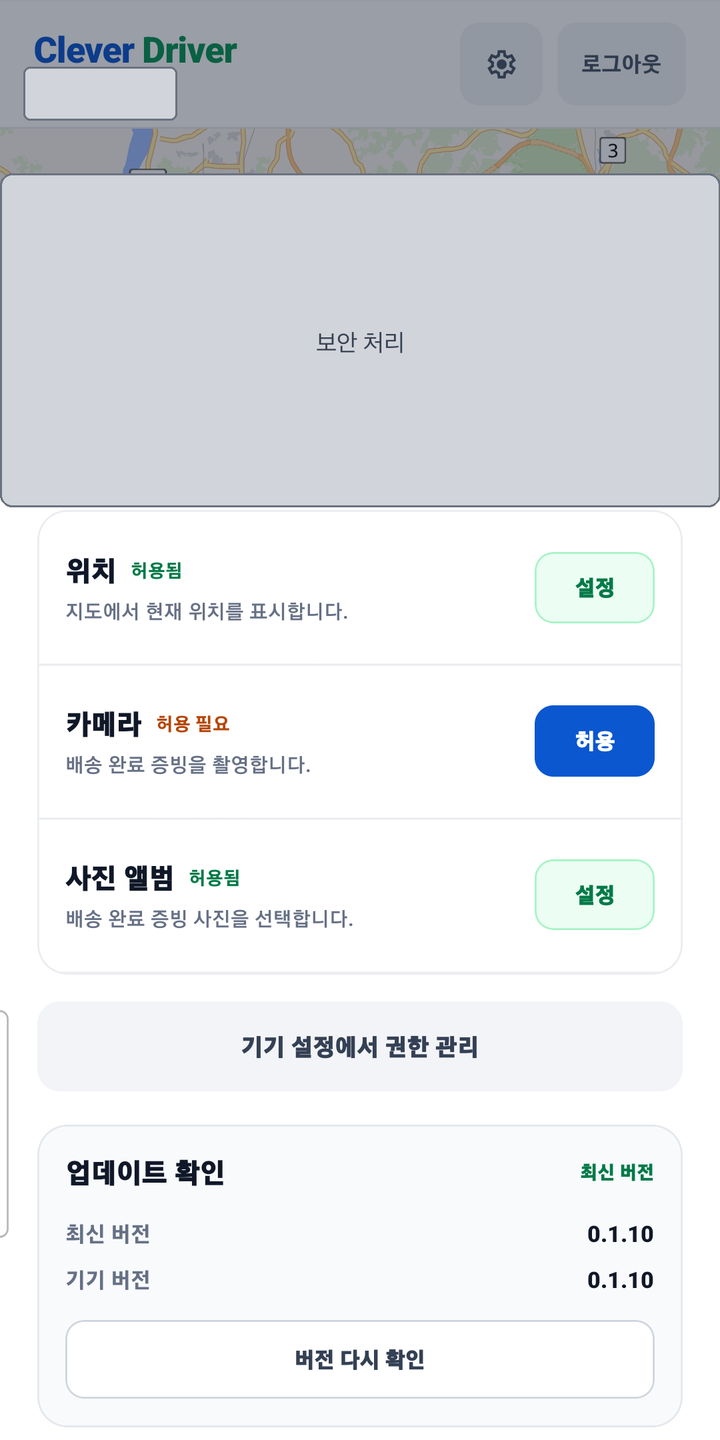 Clever Driver
로그아웃
3
보안 처리
위치 허용됨
지도에서 현재 위치를 표시합니다.
설정
카메라 허용 필요
배송 완료 증빙을 촬영합니다.
허용
사진 앨범 허용됨
배송 완료 증빙 사진을 선택합니다.
설정
기기 설정에서 권한 관리
업데이트 확인
최신 버전
최신 버전 0.1.10
기기 버전 0.1.10
버전 다시 확인